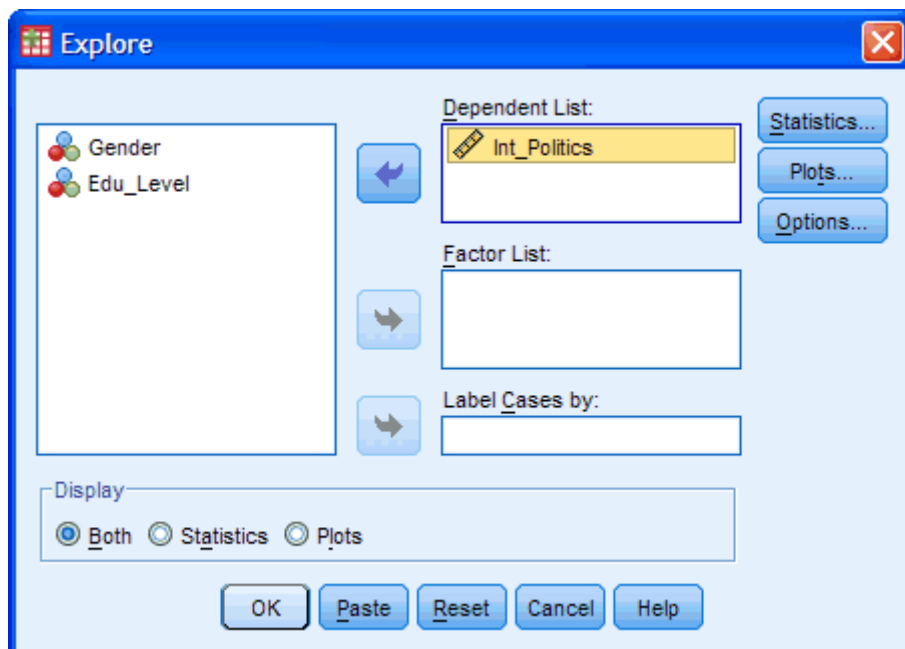 Explore
Gender
Edu_Level
Dependent List:
Int_Politics
Factor List:
Label Cases by:
Statistics...
Plots...
Options...
Display
Both Statistics Plots
OK Paste Reset Cancel Help